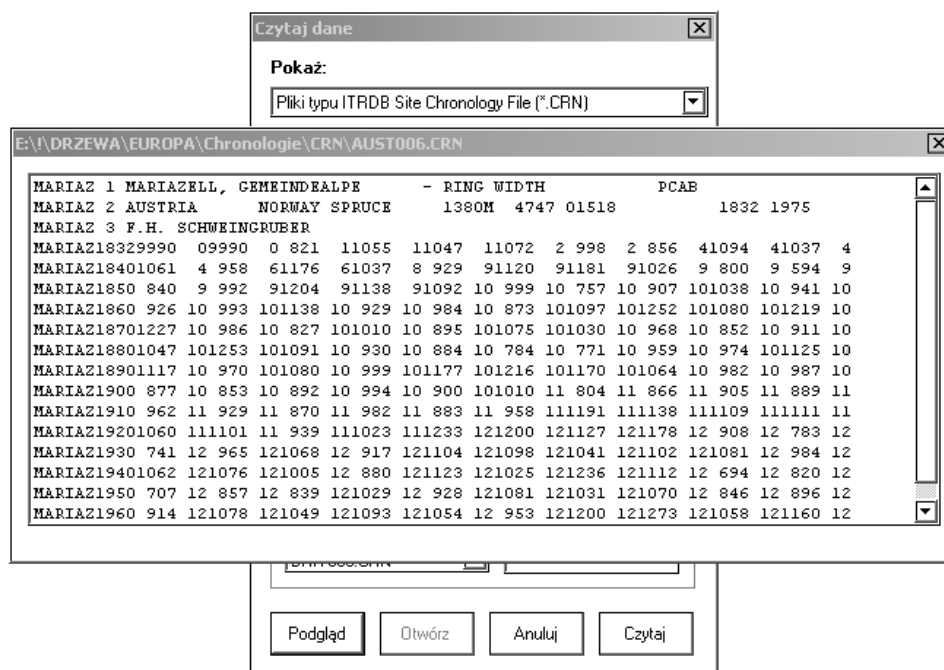 Czytaj dane
Pokaż:
Pliki typu ITRDB Site Chronology File (*.CRN)
E:\!\DRZEWA\EUROPA\Chronologie\CRN\AUST006.CRN
MARIAZ 1 MARIAZELL, GEMEINDEALPE     - RING WIDTH            PCAB
MARIAZ 2 AUSTRIA      NORWAY SPRUCE     1380M  4747 01518           1832 1975
MARIAZ 3 F.H. SCHWEINGRUBER
MARIAZ18329990  09990  0 821  11055  11047  11072  2 998  2 856  41094  41037  4
MARIAZ18401061  4 958  61176  61037  8 929  91120  91181  91026  9 800  9 594  9
MARIAZ1850 840  9 992  91204  91138  91092 10 999 10 757 10 907 101038 10 941 10
MARIAZ1860 926 10 993 101138 10 929 10 984 10 873 101097 101252 101080 101219 10
MARIAZ18701227 10 986 10 827 101010 10 895 101075 101030 10 968 10 852 10 911 10
MARIAZ18801047 101253 101091 10 930 10 884 10 784 10 771 10 959 10 974 101125 10
MARIAZ18901117 10 970 101080 10 999 101177 101216 101170 101064 10 982 10 987 10
MARIAZ1900 877 10 853 10 892 10 994 10 900 101010 11 804 11 866 11 905 11 889 11
MARIAZ1910 962 11 929 11 870 11 982 11 883 11 958 111191 111138 111109 111111 11
MARIAZ19201060 111101 11 939 111023 111233 121200 121127 121178 12 908 12 783 12
MARIAZ1930 741 12 965 121068 12 917 121104 121098 121041 121102 121081 12 984 12
MARIAZ19401062 121076 121005 12 880 121123 121025 121236 121112 12 694 12 820 12
MARIAZ1950 707 12 857 12 839 121029 12 928 121081 121031 121070 12 846 12 896 12
MARIAZ1960 914 121078 121049 121093 121054 12 953 121200 121273 121058 121160 12
Podgląd Otwórz Anuluj Czytaj